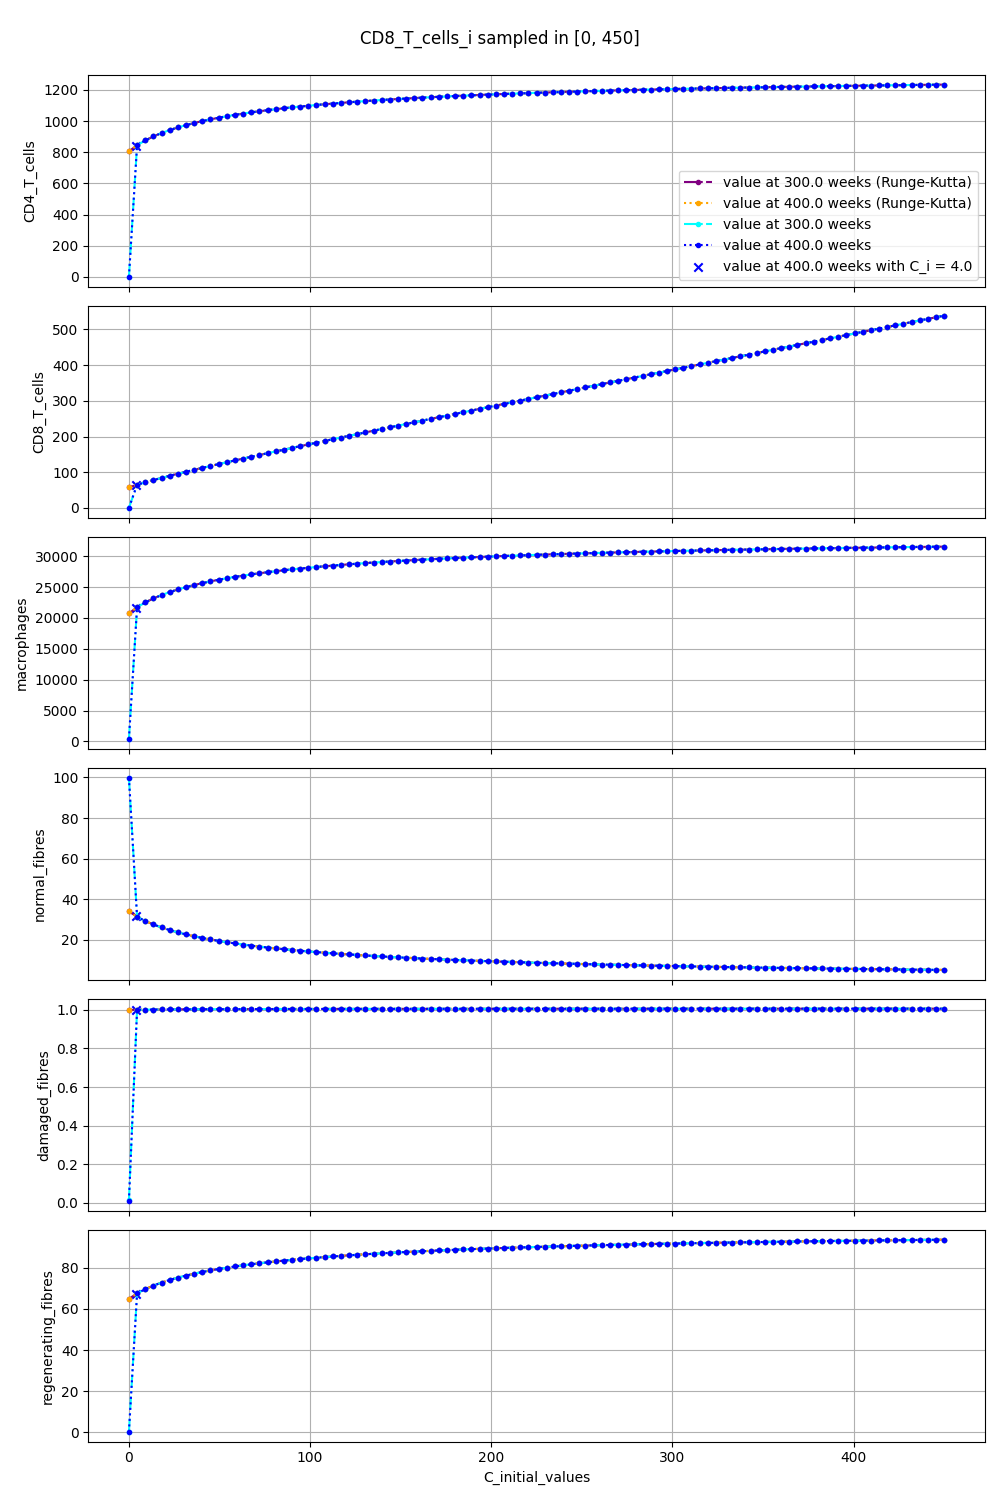 CD8_T_cells_i sampled in [0, 450]
CD4_T_cells
1200
1000
800
600
400
200
0
value at 300.0 weeks (Runge-Kutta)
value at 400.0 weeks (Runge-Kutta)
value at 300.0 weeks
value at 400.0 weeks
value at 400.0 weeks with C_i = 4.0
CD8_T_cells
500
400
300
200
100
0
macrophages
30000
25000
20000
15000
10000
5000
0
normal_fibres
100
80
60
40
20
damaged_fibres
1.0
0.8
0.6
0.4
0.2
0.0
regenerating_fibres
80
60
40
20
0
0 100 200 300 400
C_initial_values